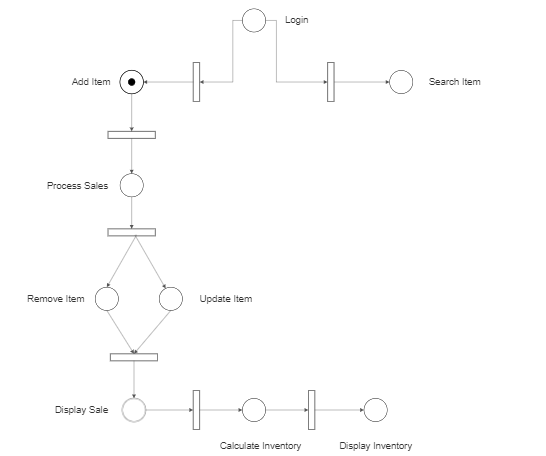 Login
Add Item
Search Item
Process Sales
Remove Item
Update Item
Display Sale
Calculate Inventory
Display Inventory